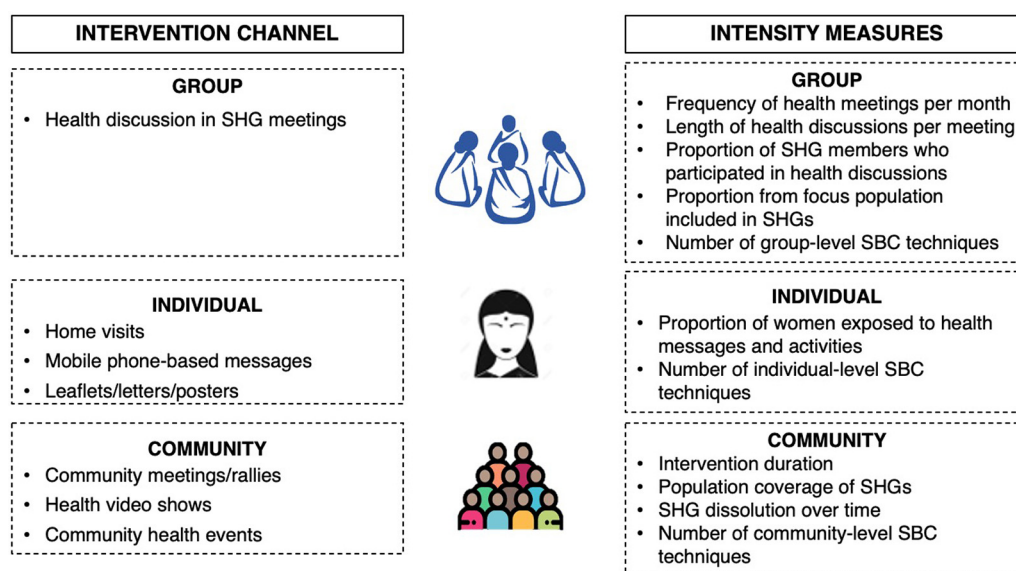 INTERVENTION CHANNEL
GROUP
• Health discussion in SHG meetings
INDIVIDUAL
• Home visits
• Mobile phone-based messages
• Leaflets/letters/posters
COMMUNITY
• Community meetings/rallies
• Health video shows
• Community health events
INTENSITY MEASURES
GROUP
• Frequency of health meetings per month
• Length of health discussions per meeting
• Proportion of SHG members who
participated in health discussions
• Proportion from focus population
included in SHGs
• Number of group-level SBC techniques
INDIVIDUAL
• Proportion of women exposed to health
messages and activities
• Number of individual-level SBC
techniques
COMMUNITY
• Intervention duration
• Population coverage of SHGs
• SHG dissolution over time
• Number of community-level SBC
techniques